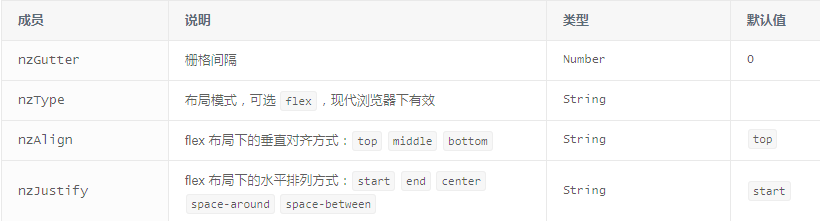 成员 说明 类型 默认值
nzGutter 栅格间隔 Number 0
nzType 布局模式，可选 flex ，现代浏览器下有效 String
nzAlign flex 布局下的垂直对齐方式： top middle bottom String top
nzJustify flex 布局下的水平排列方式： start end center String start
space-around space-between